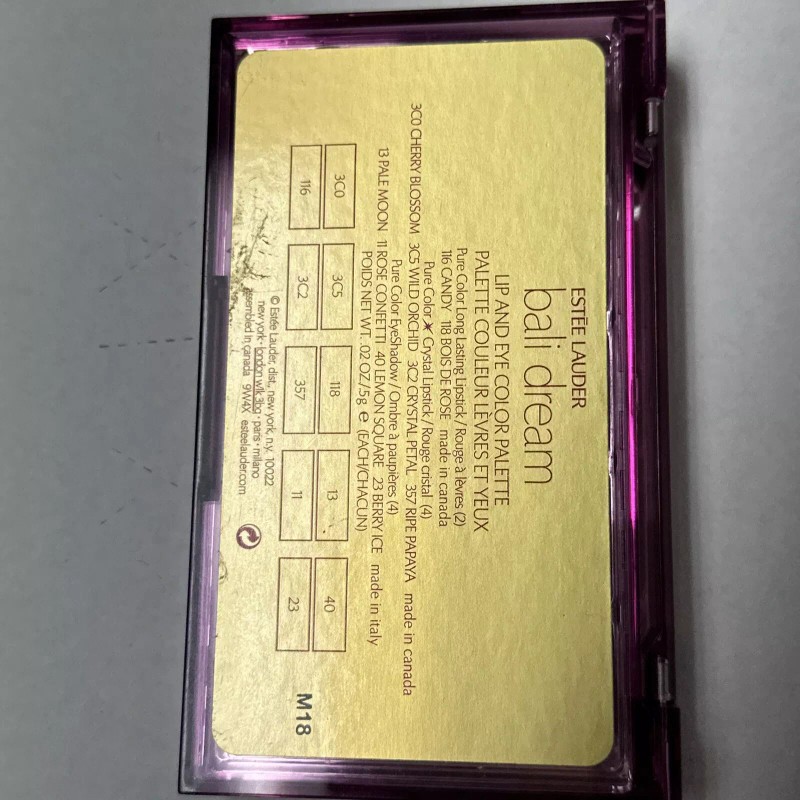 ESTĒE LAUDER
bali dream
LIP AND EYE COLOR PALETTE
PALETTE COULEUR LÈVRES ET YEUX
Pure Color Long Lasting Lipstick / Rouge à lèvres (2)
116 CANDY 118 BOIS DE ROSE made in canada
Pure Color ★ Crystal Lipstick / Rouge cristal (4)
3C0 CHERRY BLOSSOM 3C5 WILD ORCHID 3C2 CRYSTAL PETAL 357 RIPE PAPAYA made in canada
Pure Color EyeShadow / Ombre à paupières (4)
13 PALE MOON 11 ROSE CONFETTI 40 LEMON SQUARE 23 BERRY ICE made in italy
POIDS NET WT. .02 OZ/.5g e (EACH/CHACUN)
3C0 3C5 118 13 40
116 3C2 357 11 23
M18
© Estée Lauder, dist., new york, n.y. 10022
new york • london w1k 3bq • paris • milano
assembled in canada 9W4X esteelauder.com